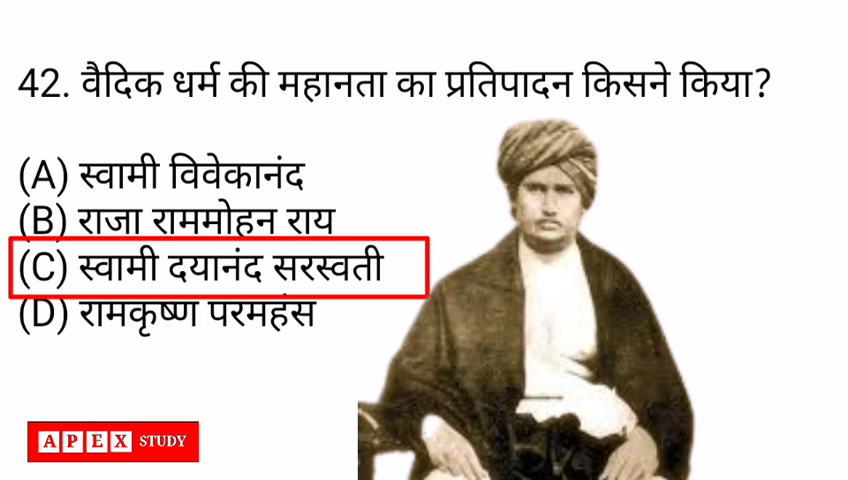 42. वैदिक धर्म की महानता का प्रतिपादन किसने किया?
(A) स्वामी विवेकानंद
(B) राजा राममोहन राय
(C) स्वामी दयानंद सरस्वती
(D) रामकृष्ण परमहंस
APEX STUDY